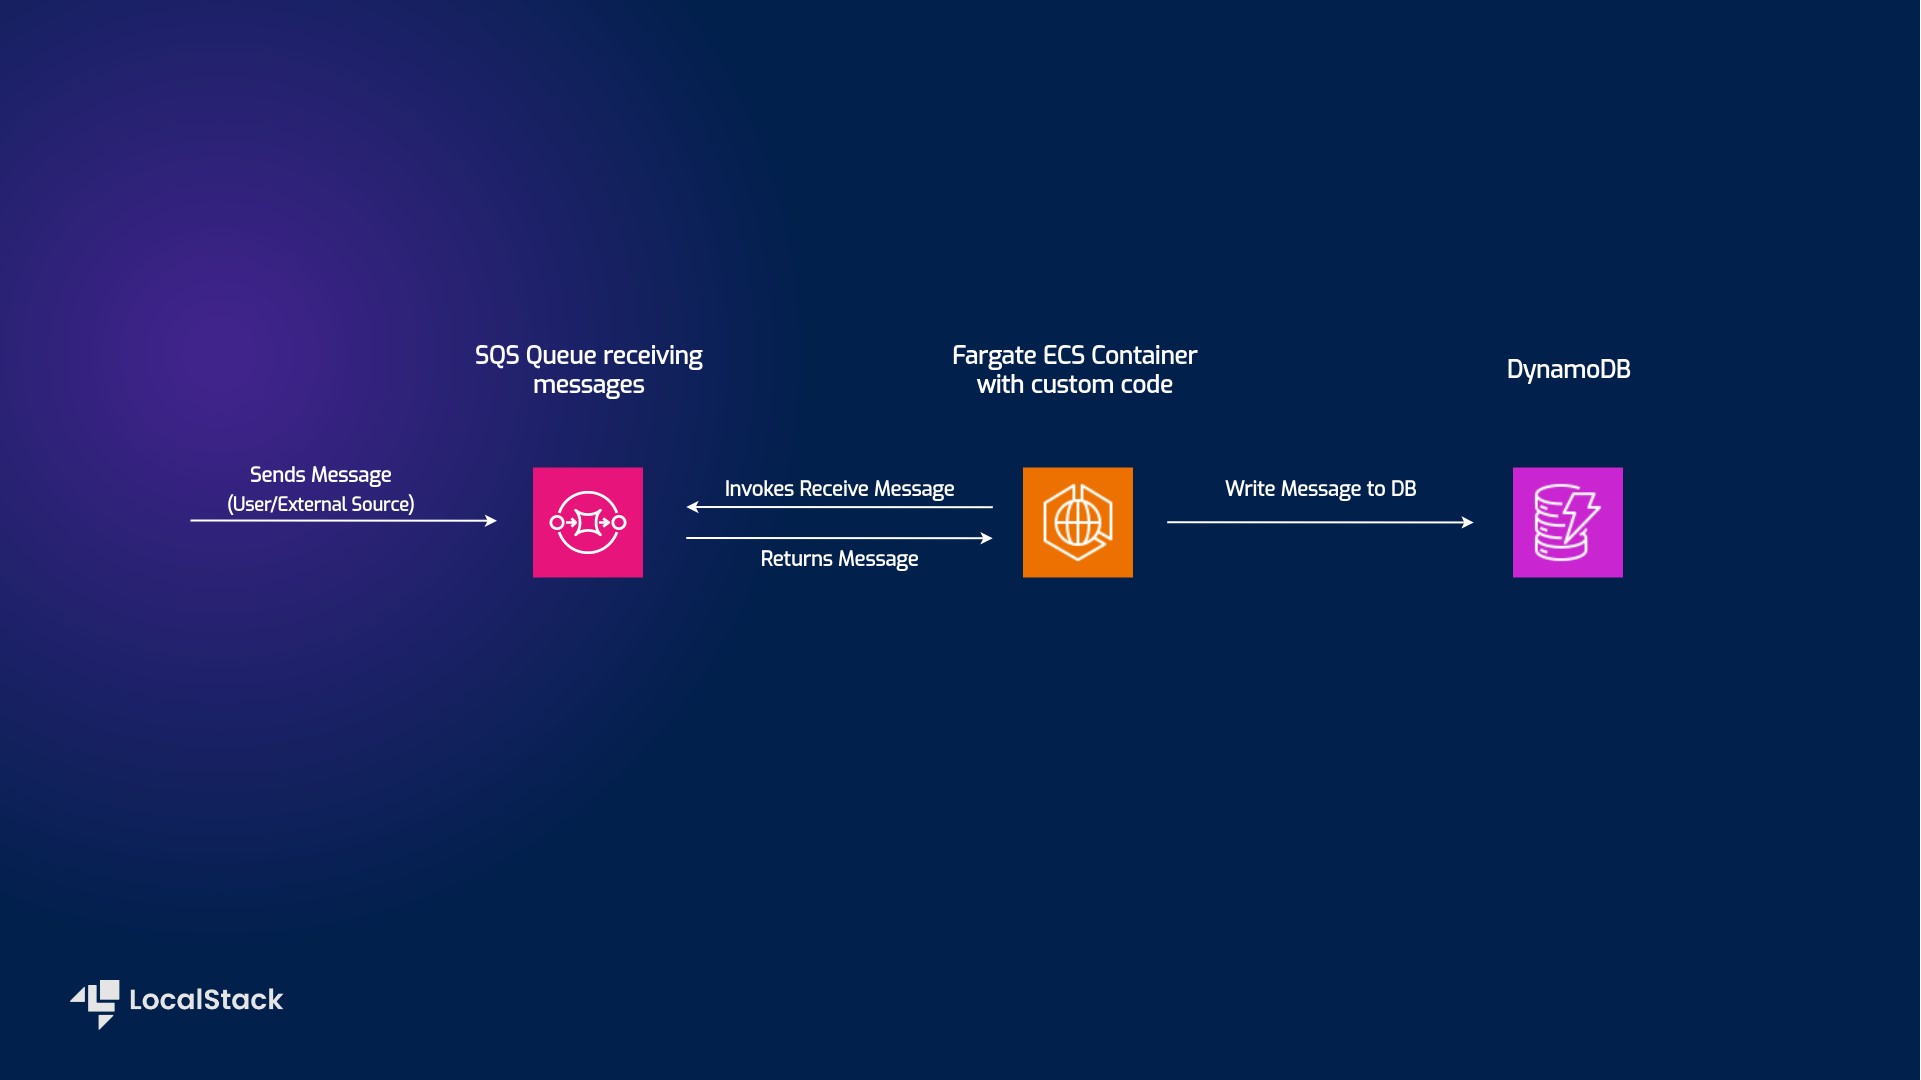 SQS Queue receiving
messages
Fargate ECS Container
with custom code
DynamoDB
Sends Message
(User/External Source)
Invokes Receive Message
Returns Message
Write Message to DB
LocalStack